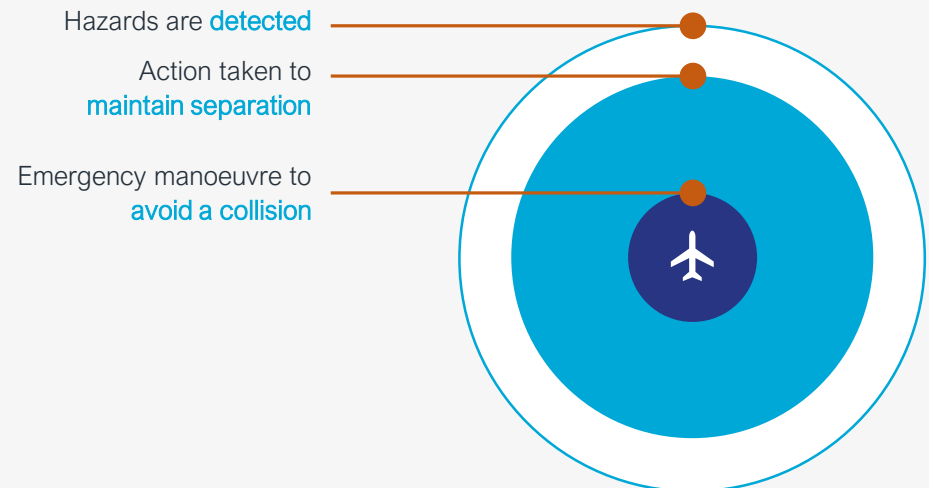 Hazards are detected
Action taken to
maintain separation
Emergency manoeuvre to
avoid a collision